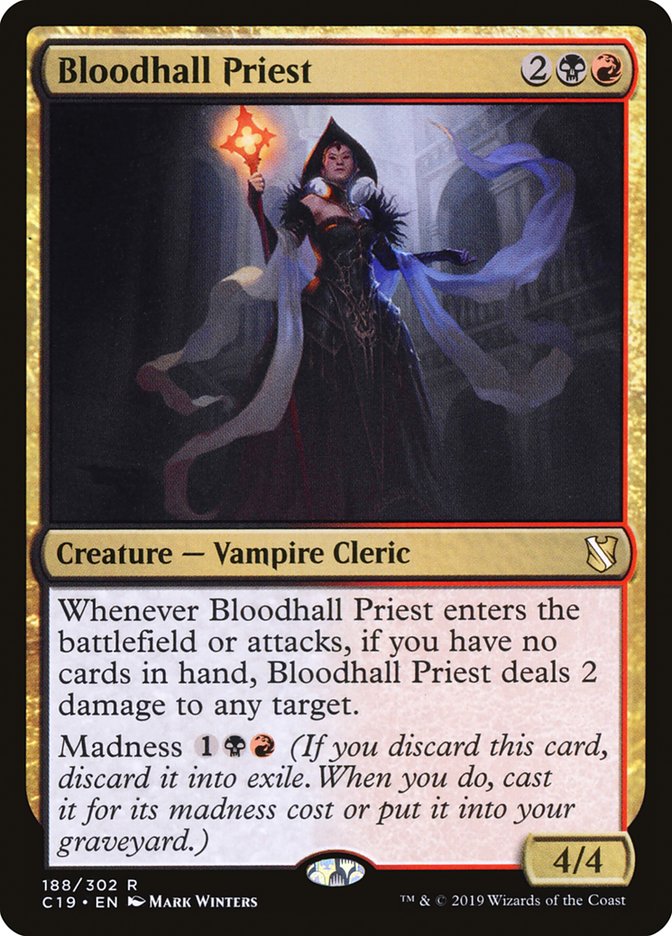 Bloodhall Priest 2
Creature — Vampire Cleric
Whenever Bloodhall Priest enters the
battlefield or attacks, if you have no
cards in hand, Bloodhall Priest deals 2
damage to any target.
Madness 1 (If you discard this card,
discard it into exile. When you do, cast
it for its madness cost or put it into your
graveyard.)
4/4
188/302 R
C19 • EN Mark Winters ™ & © 2019 Wizards of the Coast